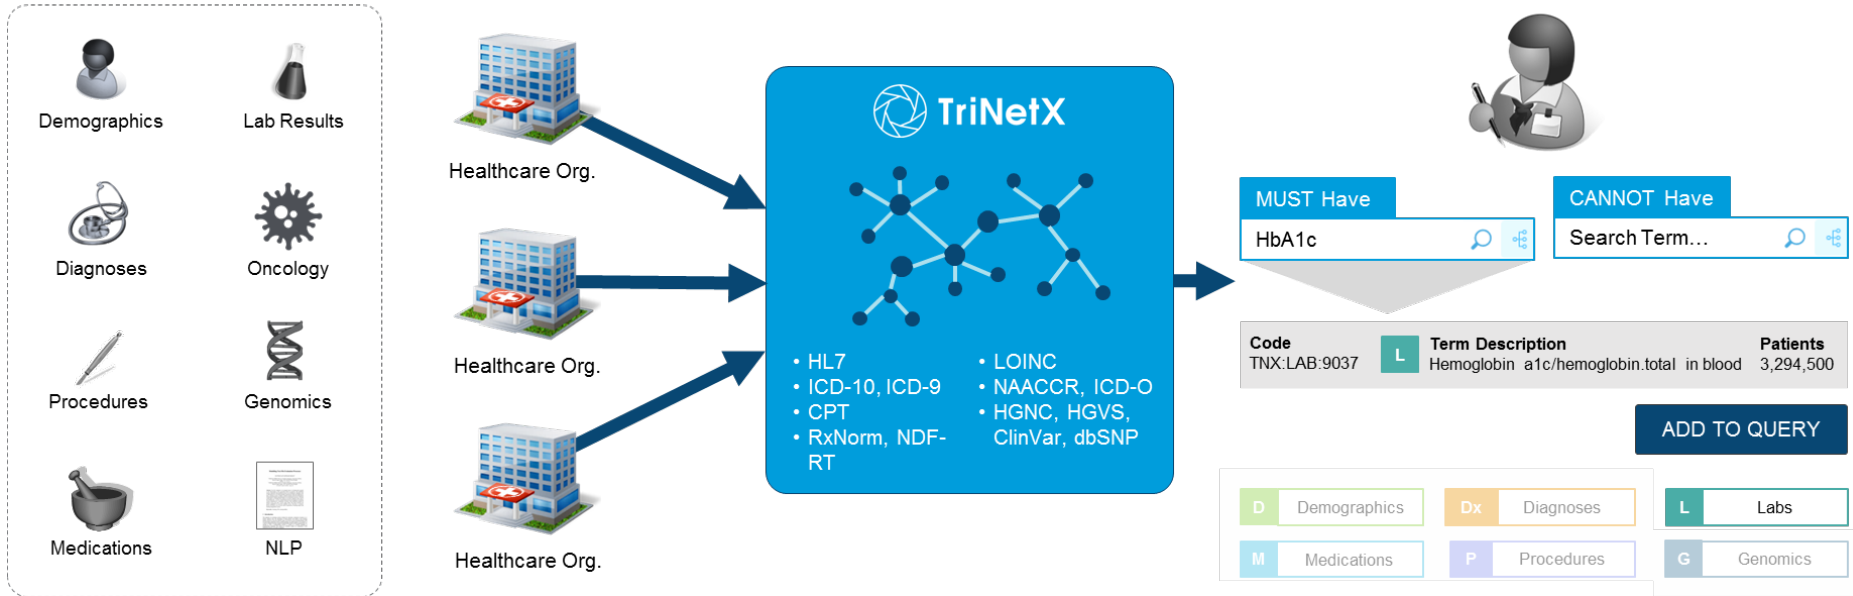 Demographics
Lab Results
Diagnoses
Oncology
Procedures
Genomics
Medications
NLP
Healthcare Org.
Healthcare Org.
Healthcare Org.
TriNetX
• HL7
• ICD-10, ICD-9
• CPT
• RxNorm, NDF-
RT
• LOINC
• NAACCR, ICD-O
• HGNC, HGVS,
ClinVar, dbSNP
MUST Have
HbA1c
CANNOT Have
Search Term...
Code
TNX:LAB:9037
L
Term Description
Hemoglobin a1c/hemoglobin.total in blood
Patients
3,294,500
ADD TO QUERY
D Demographics
Dx Diagnoses
L Labs
M Medications
P Procedures
G Genomics